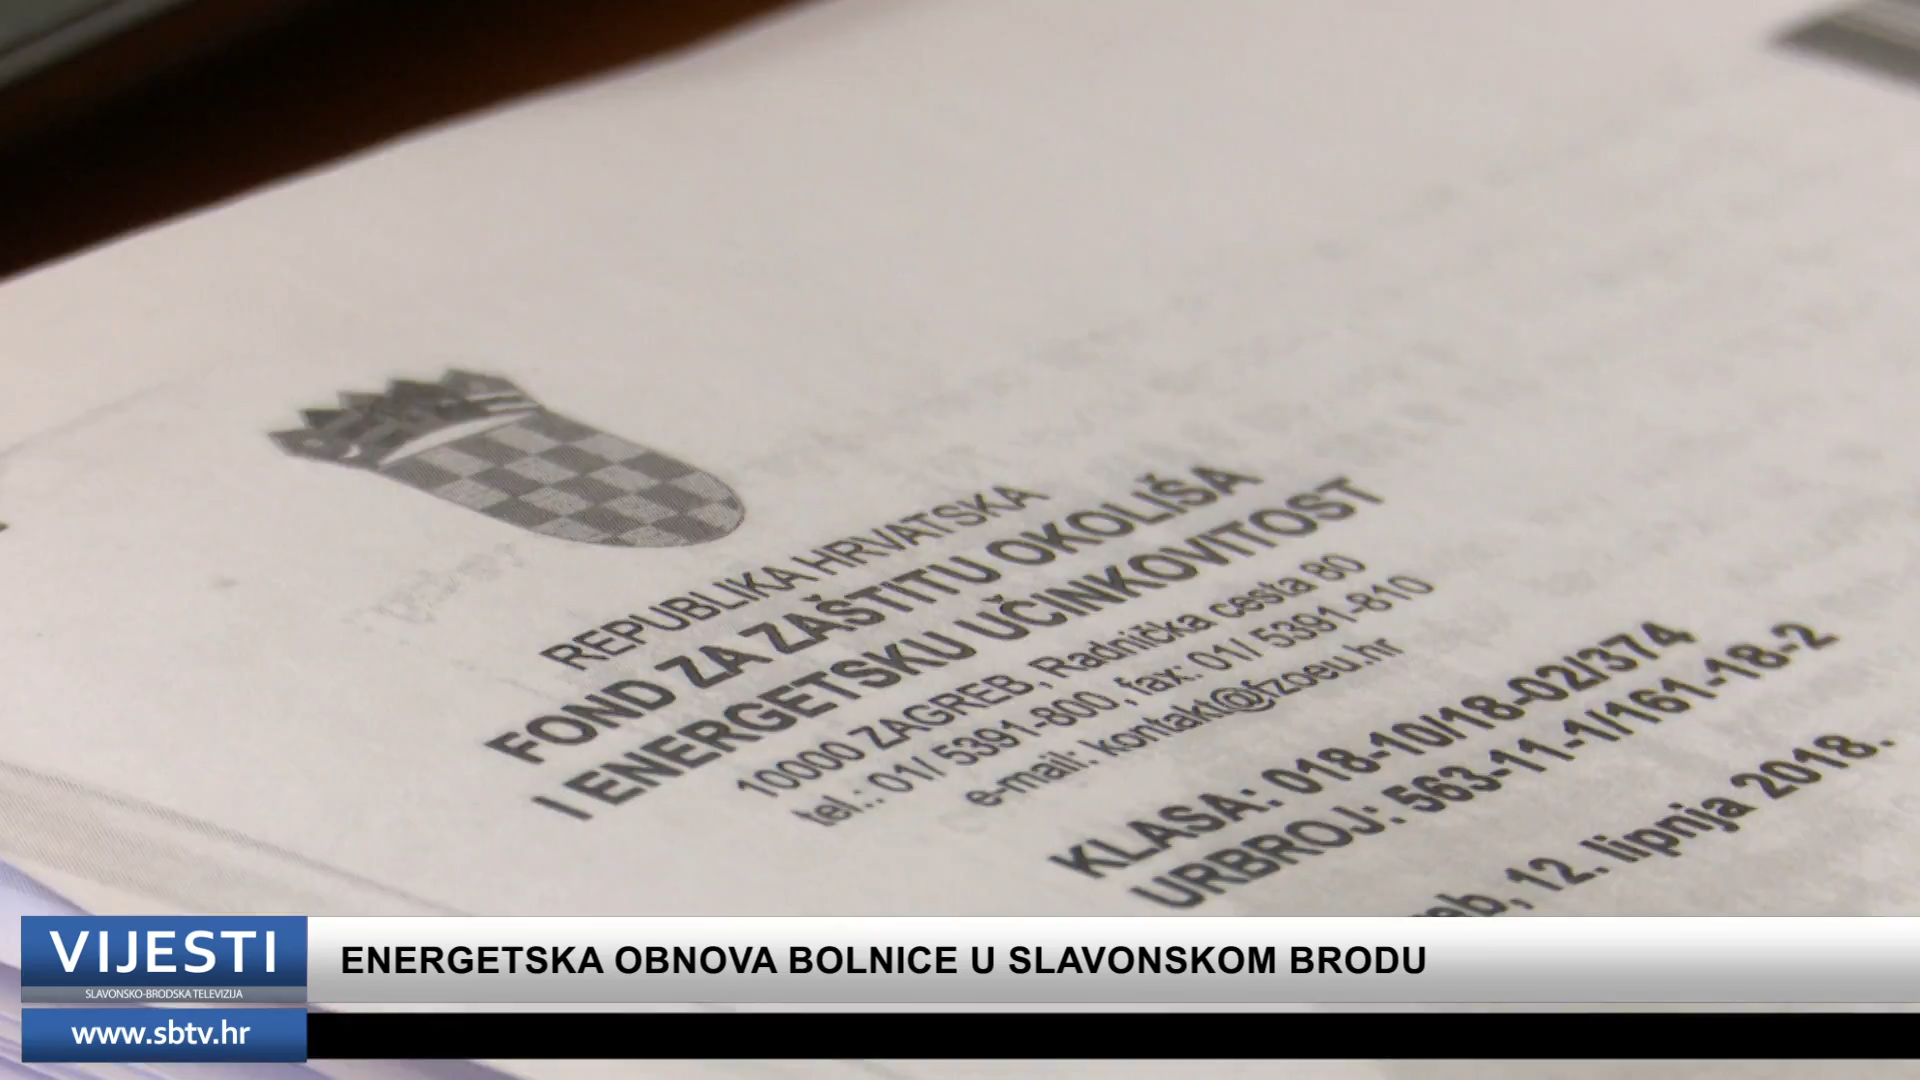 REPUBLIKA HRVATSKA
FOND ZA ZAŠTITU OKOLIŠA
I ENERGETSKU UČINKOVITOST
10000 ZAGREB, Radnička cesta 80
tel.: 01/ 5391-800, fax: 01/ 5391-810
e-mail: kontakt@fzoeu.hr
KLASA: 018-10/18-02/374
URBROJ: 563-11-1/161-18-2
reb, 12. lipnja 2018.
VIJESTI
SLAVONSKO-BRODSKA TELEVIZIJA
ENERGETSKA OBNOVA BOLNICE U SLAVONSKOM BRODU
www.sbtv.hr